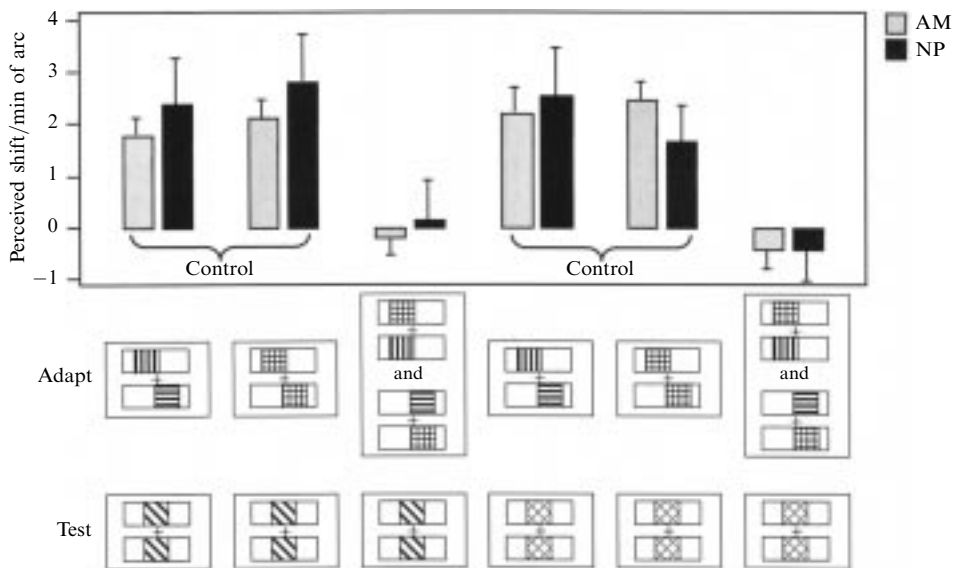 4
3
2
1
0
−1
Perceived shift/min of arc
AM
NP
Control
Control
Adapt
and
and
Test